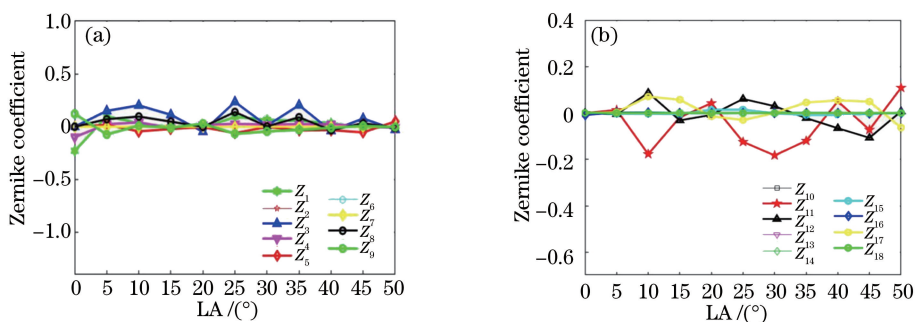 (a)
Zernike coefficient
1.0
0.5
0
-0.5
-1.0
Z1
Z2
Z3
Z4
Z5
Z6
Z7
Z8
Z9
0 5 10 15 20 25 30 35 40 45 50
LA /(°)
(b)
Zernike coefficient
0.4
0.2
0
-0.2
-0.4
-0.6
Z10
Z11
Z12
Z13
Z14
Z15
Z16
Z17
Z18
0 5 10 15 20 25 30 35 40 45 50
LA /(°)